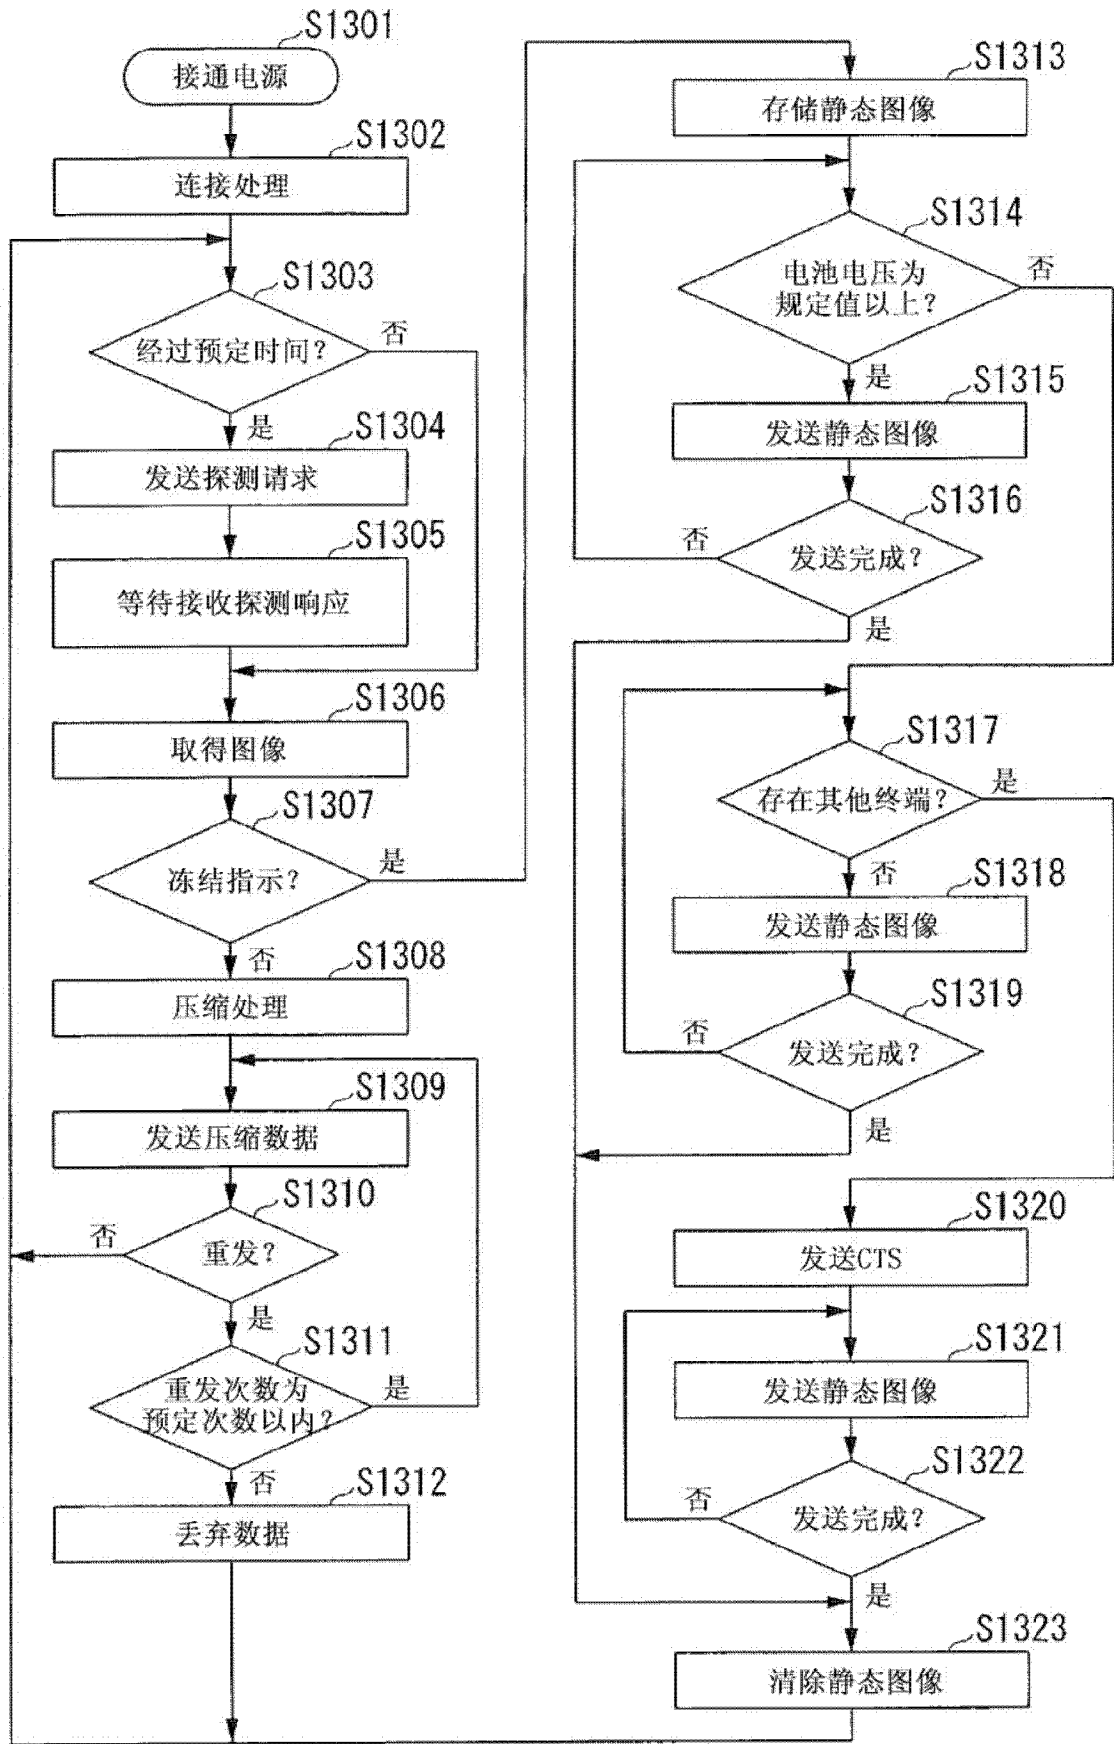 S1301
接通电源
S1302
连接处理
S1303
经过预定时间?
否
是
S1304
发送探测请求
S1305
等待接收探测响应
S1306
取得图像
S1307
冻结指示?
是
否
S1308
压缩处理
S1309
发送压缩数据
S1310
重发?
否
是
S1311
重发次数为
预定次数以内?
是
否
S1312
丢弃数据
S1313
存储静态图像
S1314
电池电压为
规定值以上?
否
是
S1315
发送静态图像
S1316
发送完成?
否
是
S1317
存在其他终端?
是
否
S1318
发送静态图像
S1319
发送完成?
否
是
S1320
发送CTS
S1321
发送静态图像
S1322
发送完成?
否
是
S1323
清除静态图像